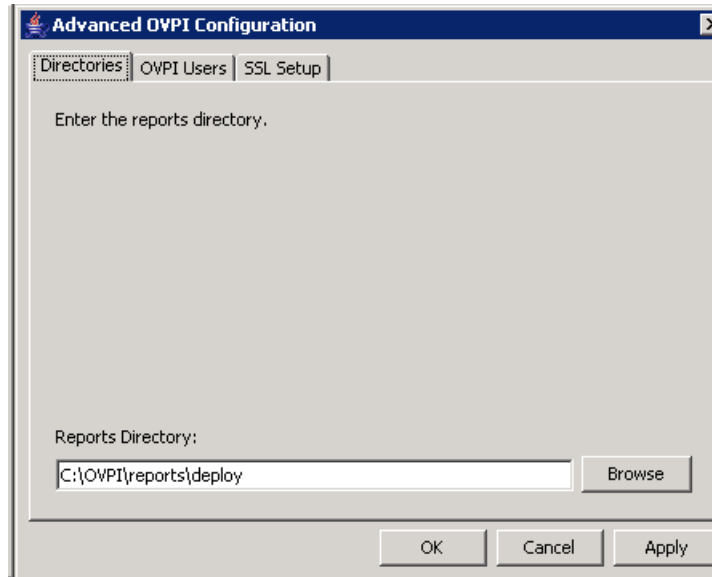 Advanced OVPI Configuration
Directories OVPI Users SSL Setup
Enter the reports directory.
Reports Directory:
C:\OVPI\reports\deploy Browse
OK Cancel Apply